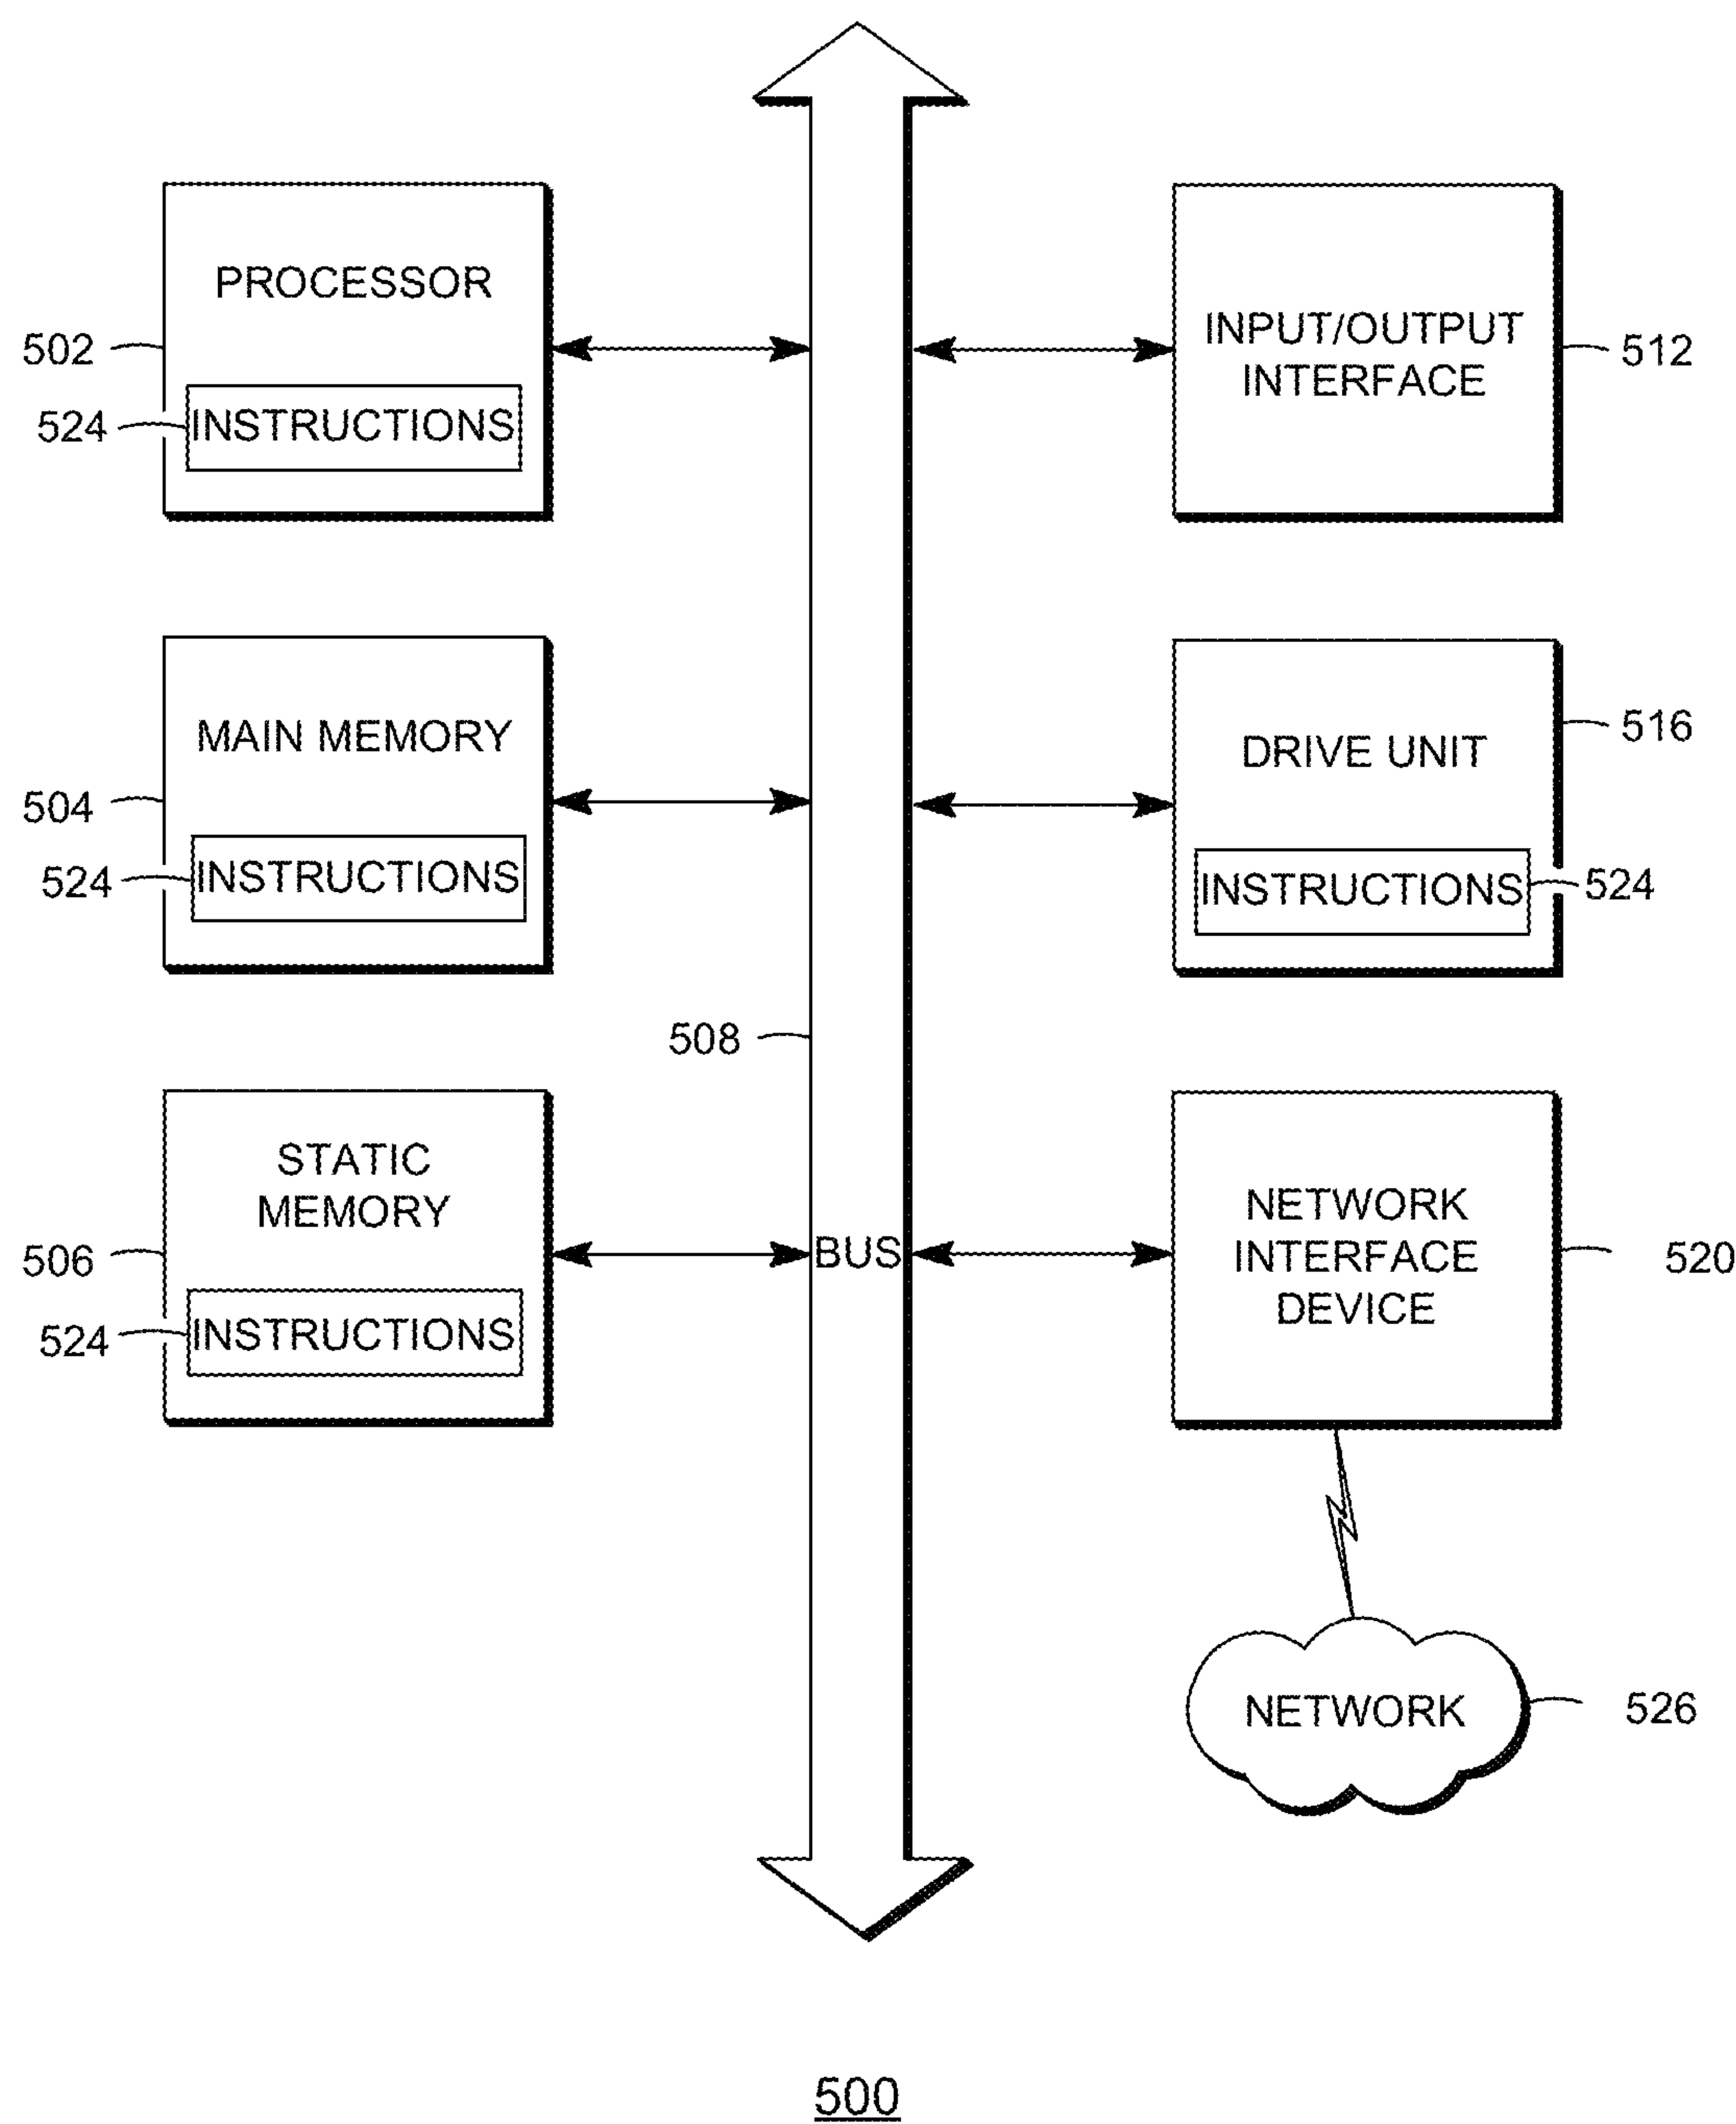 PROCESSOR
502
524
INSTRUCTIONS
INPUT/OUTPUT
INTERFACE
512
MAIN MEMORY
504
524
INSTRUCTIONS
516
DRIVE UNIT
INSTRUCTIONS
524
508
STATIC
MEMORY
506
524
INSTRUCTIONS
BUS
NETWORK
INTERFACE
DEVICE
520
NETWORK
526
500